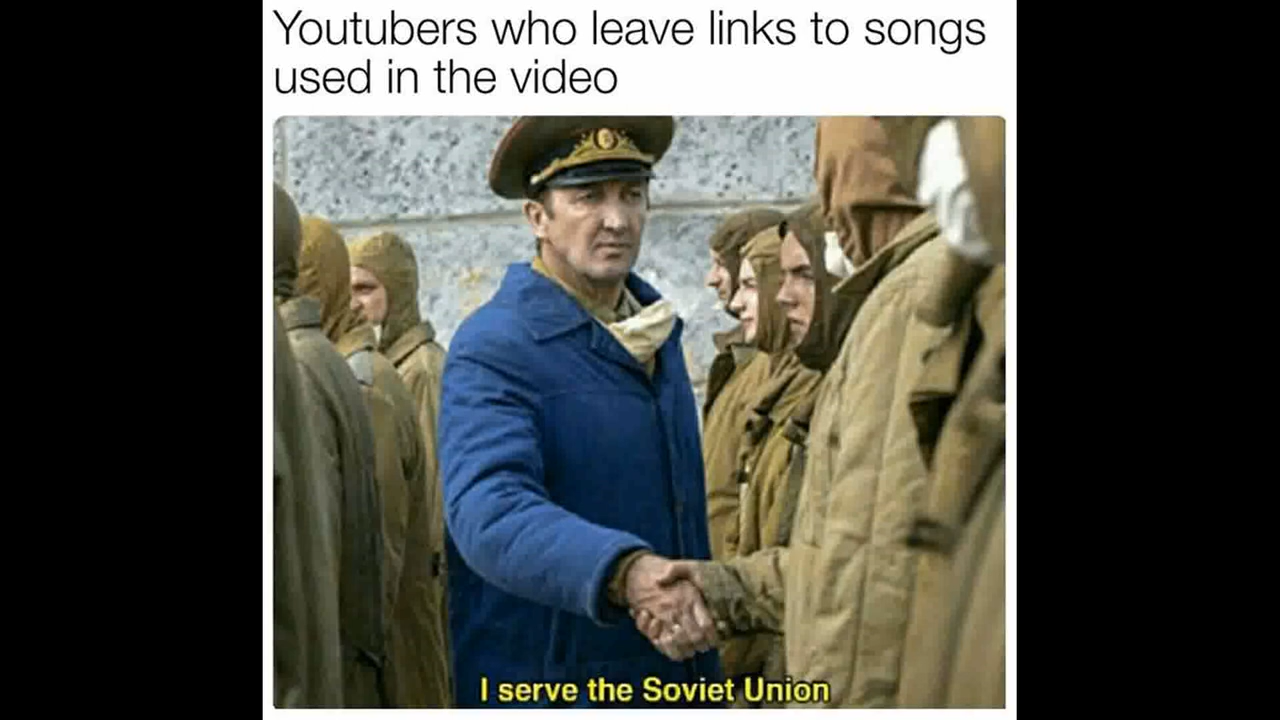 Youtubers who leave links to songs
used in the video
I serve the Soviet Union